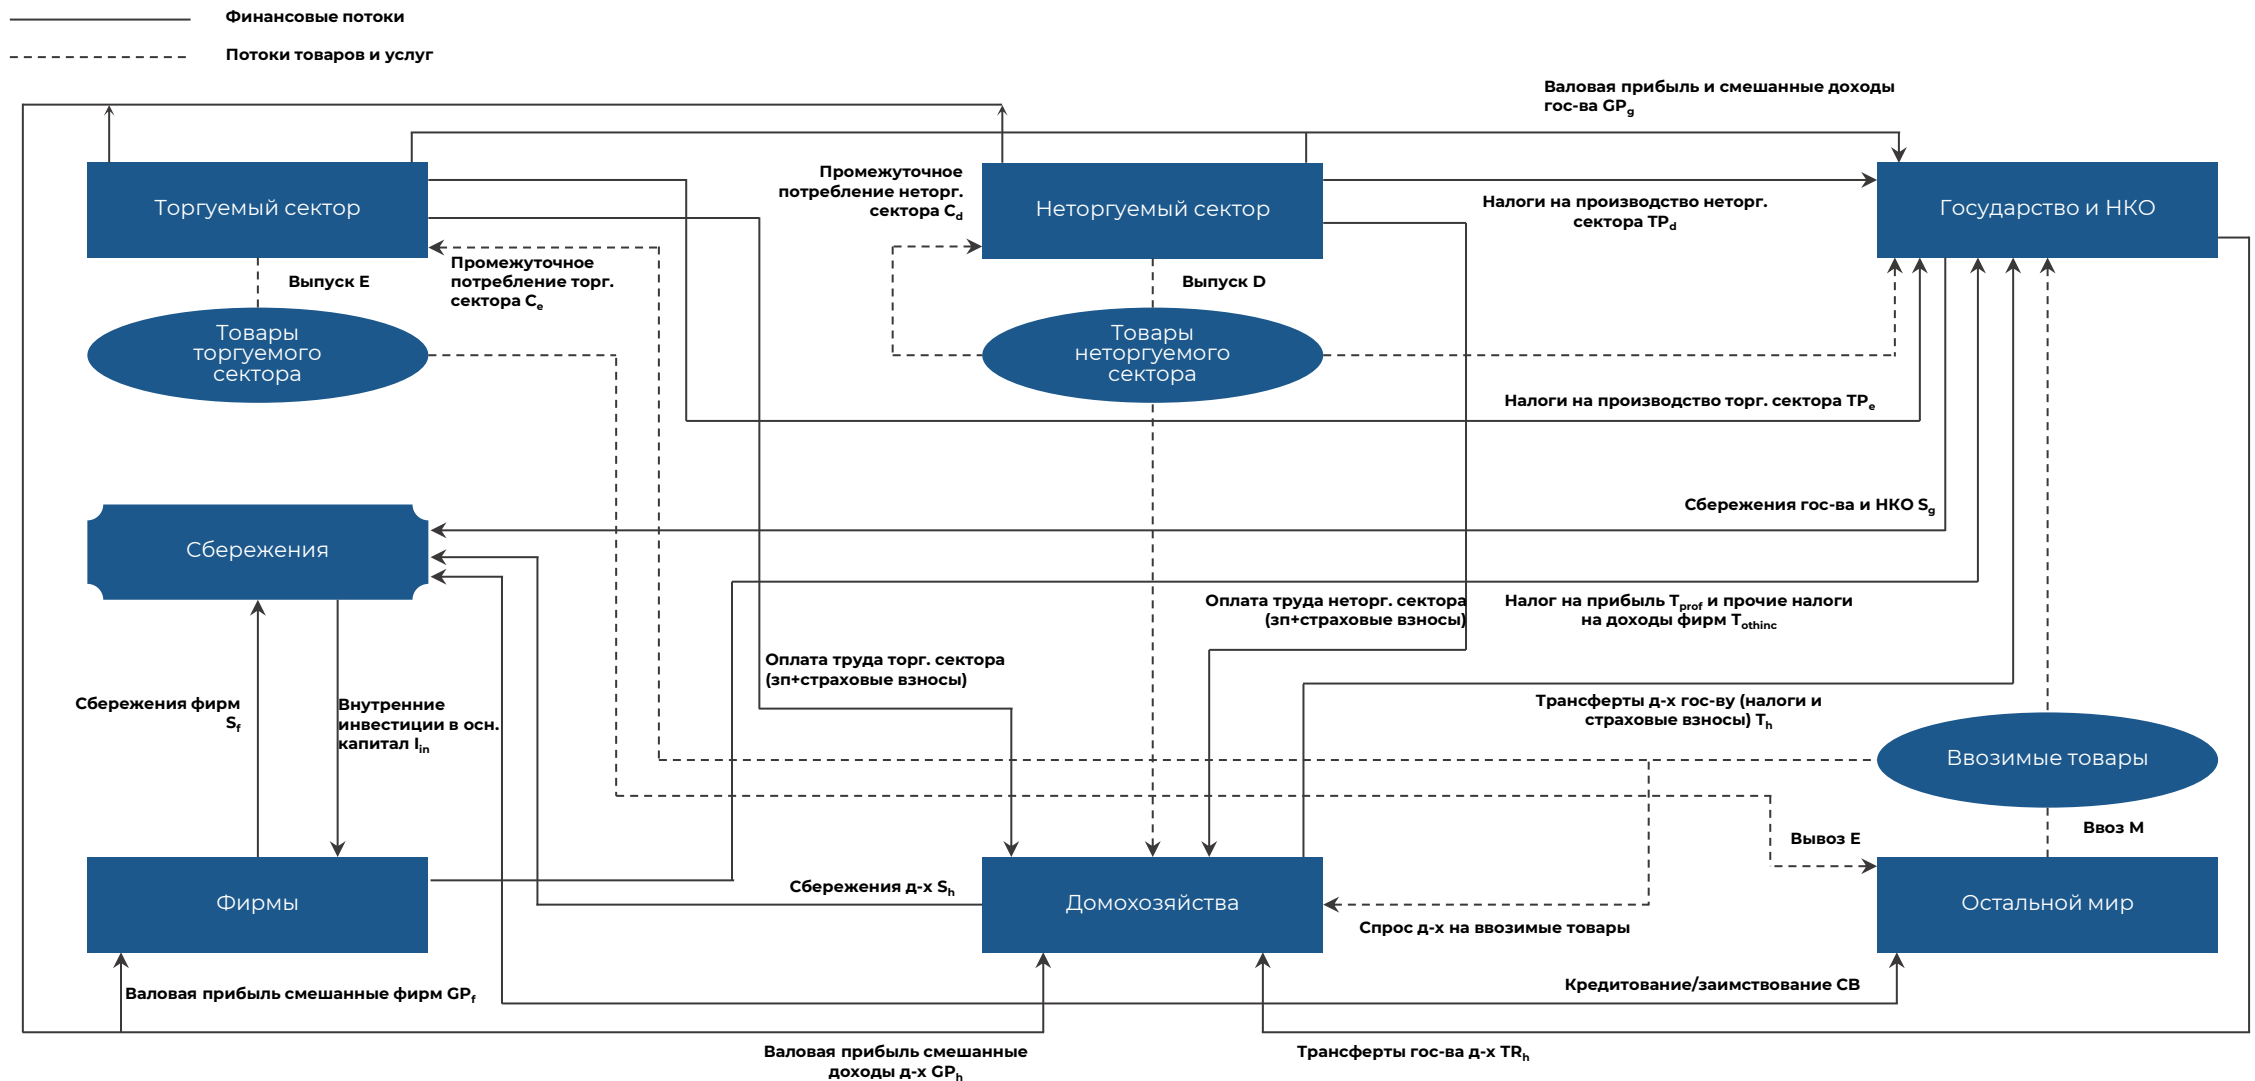 Финансовые потоки
Потоки товаров и услуг
Валовая прибыль и смешанные доходы
гос-ва GPg
Торгуемый сектор
Промежуточное
потребление неторг.
сектора Cd
Неторгуемый сектор
Налоги на производство неторг.
сектора TPd
Государство и НКО
Выпуск E
Промежуточное
потребление торг.
сектора Ce
Выпуск D
Товары
торгуемого
сектора
Товары
неторгуемого
сектора
Налоги на производство торг. сектора TPe
Сбережения гос-ва и НКО Sg
Сбережения
Оплата труда неторг. сектора
(зп+страховые взносы)
Налог на прибыль Tprof и прочие налоги
на доходы фирм Tothinc
Оплата труда торг. сектора
(зп+страховые взносы)
Сбережения фирм
Sf
Внутренние
инвестиции в осн.
капитал Iin
Трансферты д-х гос-ву (налоги и
страховые взносы) Th
Ввозимые товары
Вывоз E
Ввоз M
Фирмы
Сбережения д-х Sh
Домохозяйства
Остальной мир
Спрос д-х на ввозимые товары
Валовая прибыль смешанные фирм GPf
Кредитование/заимствование CB
Валовая прибыль смешанные
доходы д-х GPh
Трансферты гос-ва д-х TRh